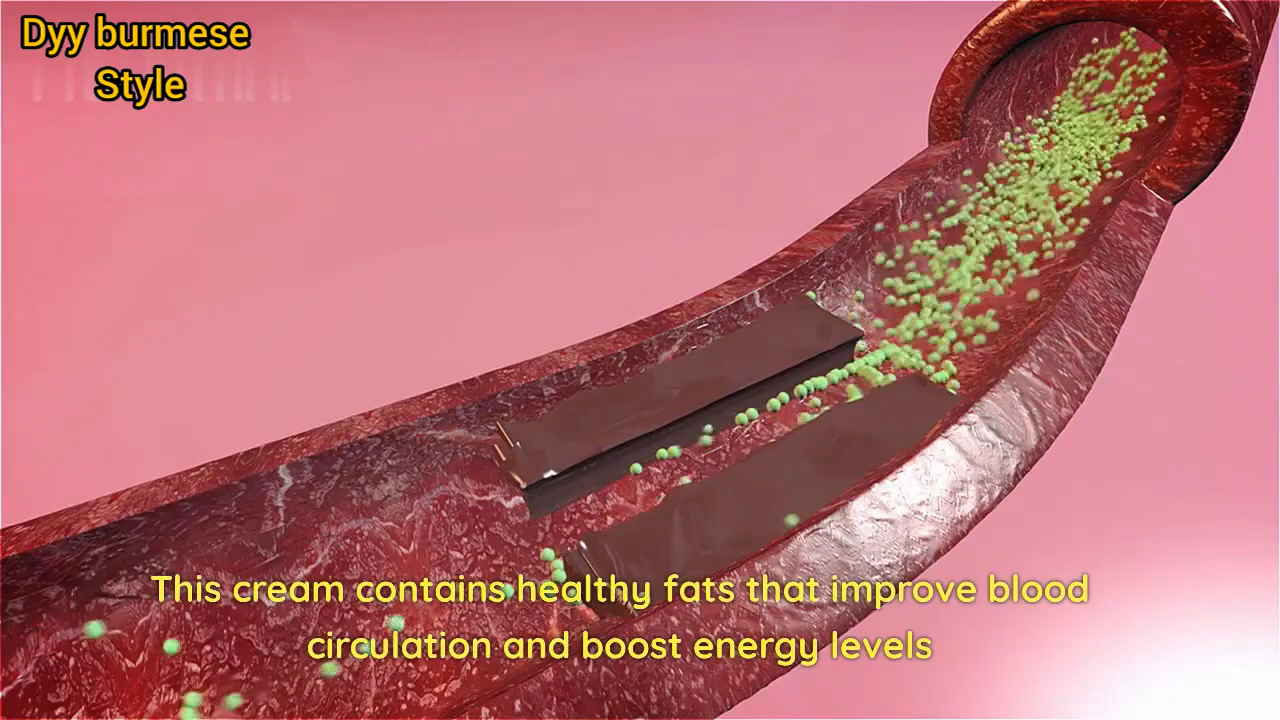 Dyy burmese
Style
This cream contains healthy fats that improve blood
circulation and boost energy levels